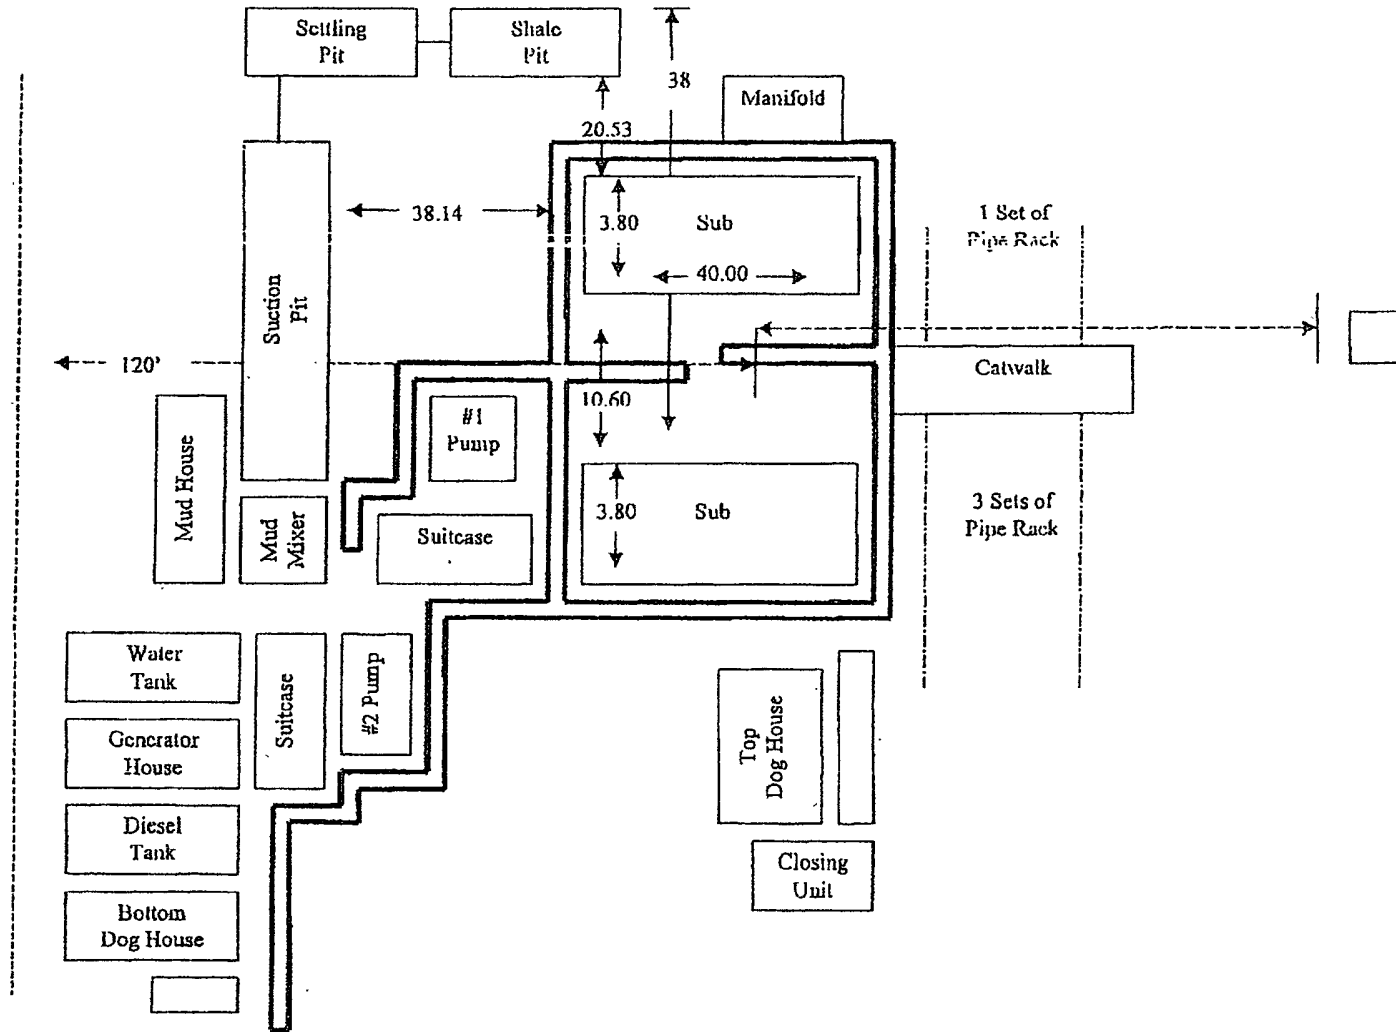 Settling
Pit
Shale
Pit
38
Manifold
20.53
38.14
3.80
Sub
1 Set of
Pipe Rack
40.00
Suction
Pit
120'
10.60
Catwalk
Mud House
#1
Pump
Mud
Mixer
Suitcase
3.80
Sub
3 Sets of
Pipe Rack
Water
Tank
Suitcase
#2 Pump
Generator
House
Top
Dog House
Diesel
Tank
Closing
Unit
Bottom
Dog House